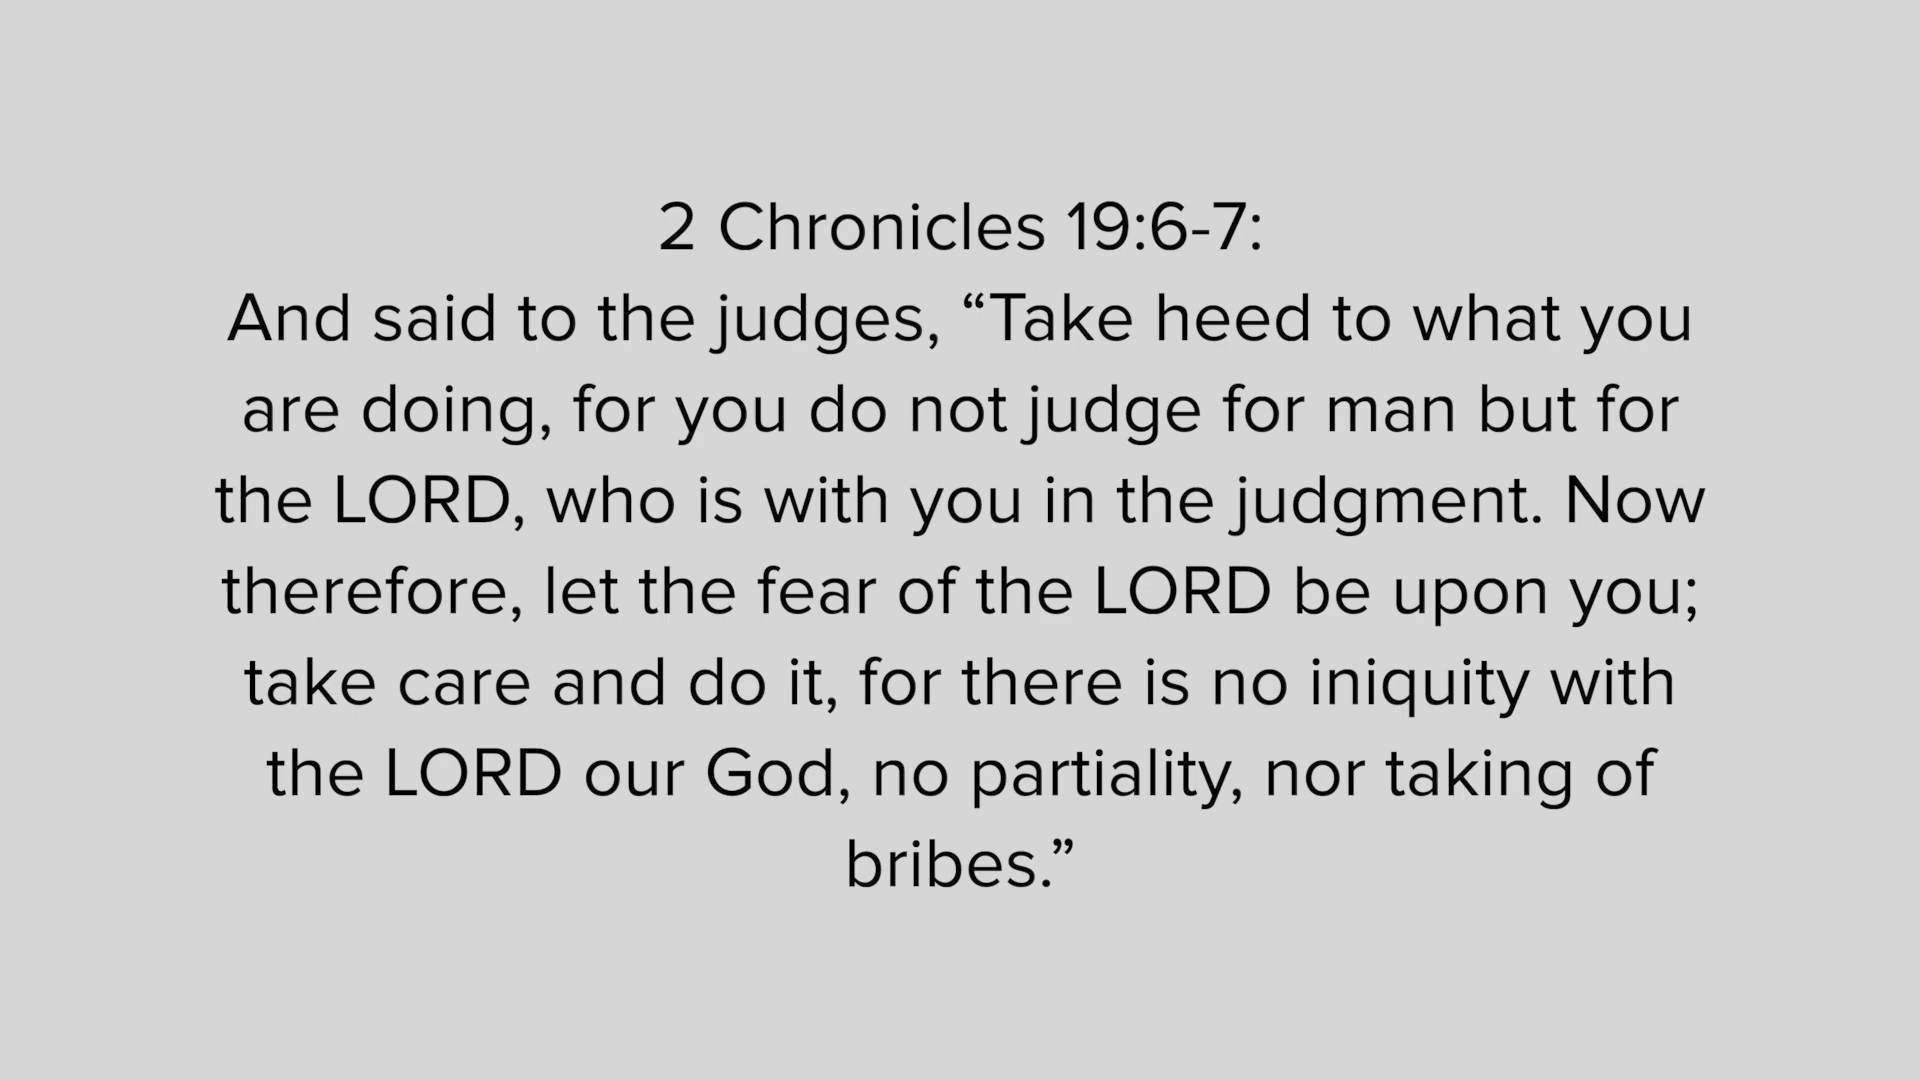 2 Chronicles 19:6-7:
And said to the judges, “Take heed to what you
are doing, for you do not judge for man but for
the LORD, who is with you in the judgment. Now
therefore, let the fear of the LORD be upon you;
take care and do it, for there is no iniquity with
the LORD our God, no partiality, nor taking of
bribes.”